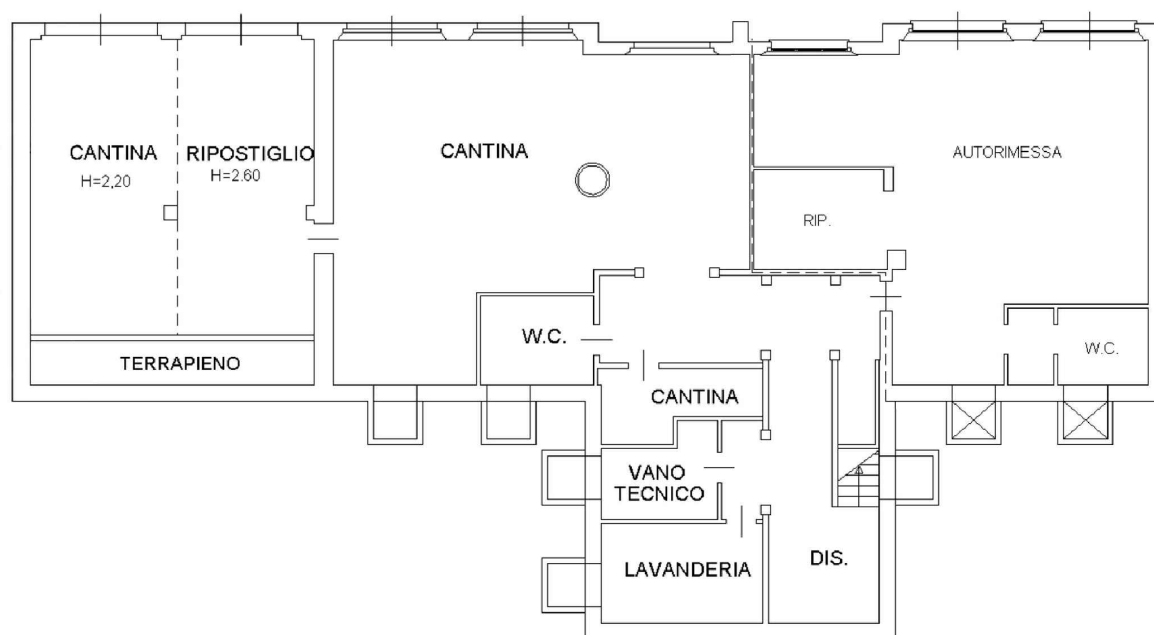 CANTINA
H=2,20
RIPOSTIGLIO
H=2.60
CANTINA
AUTORIMESSA
RIP.
TERRAPIENO
W.C.
W.C.
CANTINA
VANO
TECNICO
LAVANDERIA
DIS.